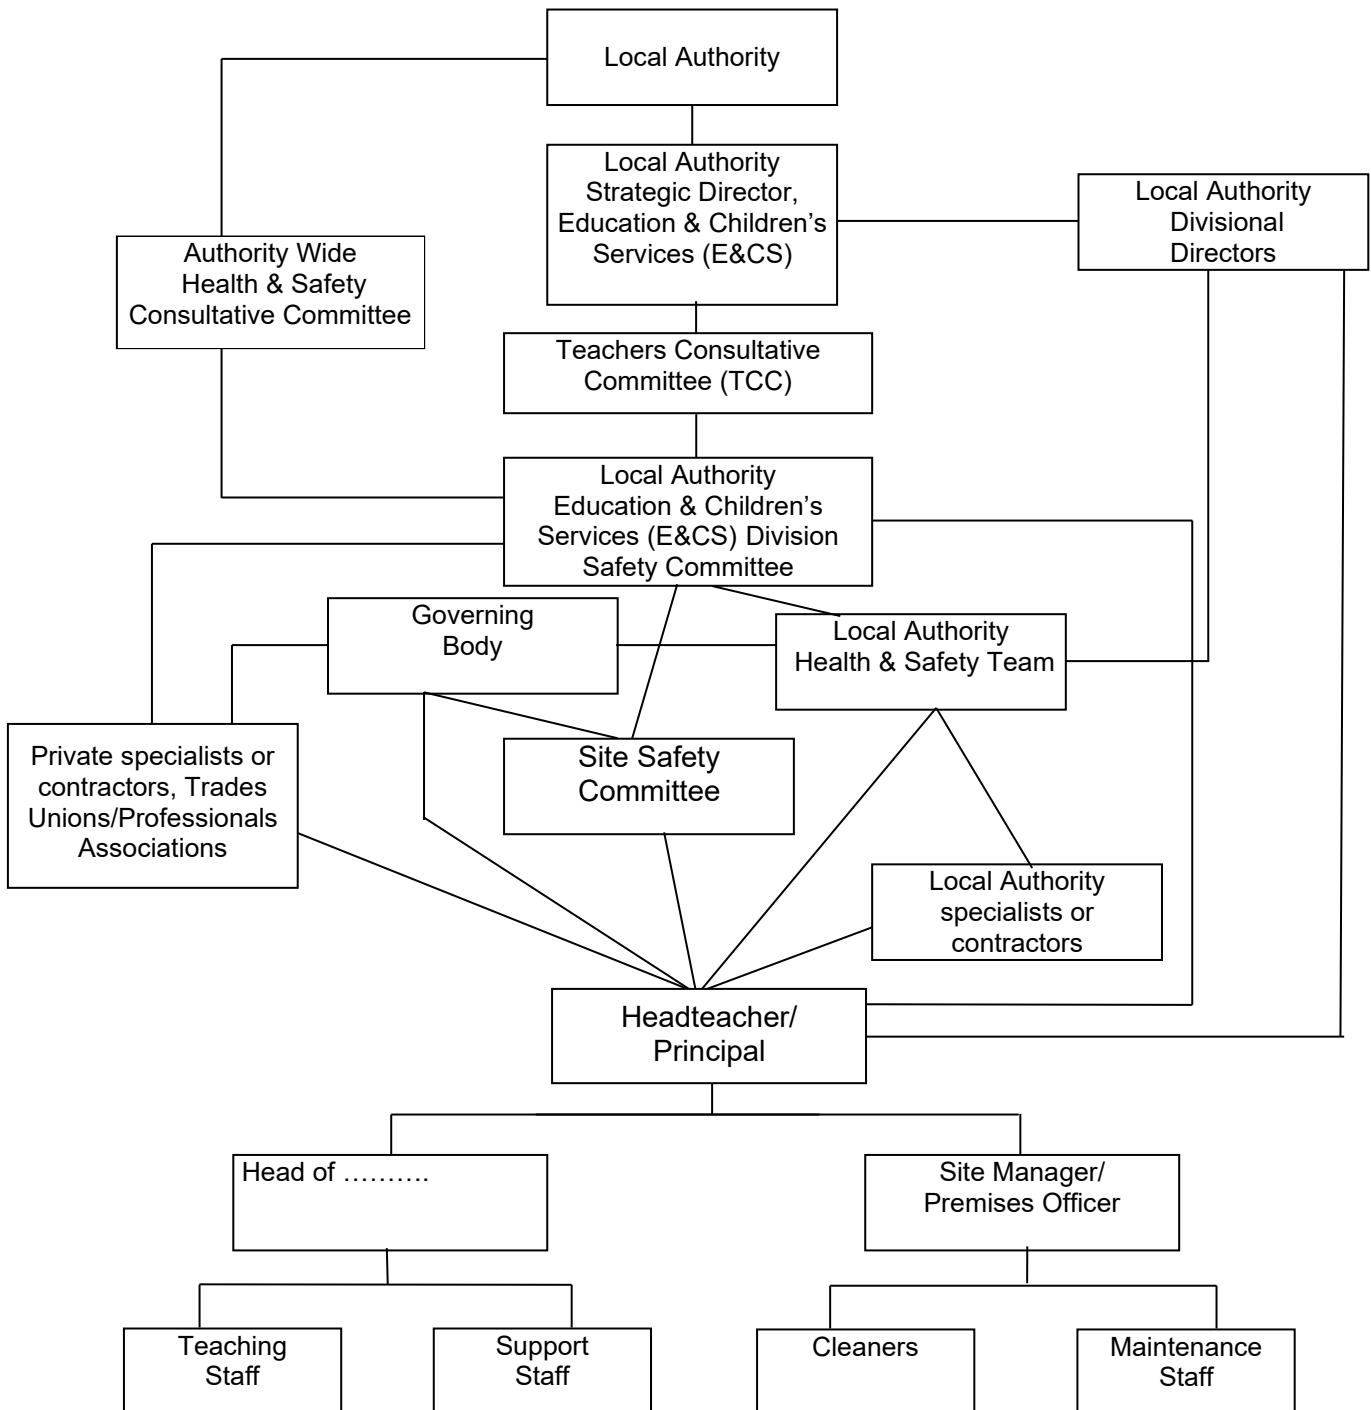 Local Authority
Local Authority
Strategic Director,
Education & Children’s
Services (E&CS)
Local Authority
Divisional
Directors
Authority Wide
Health & Safety
Consultative Committee
Teachers Consultative
Committee (TCC)
Local Authority
Education & Children’s
Services (E&CS) Division
Safety Committee
Governing
Body
Local Authority
Health & Safety Team
Private specialists or
contractors, Trades
Unions/Professionals
Associations
Site Safety
Committee
Local Authority
specialists or
contractors
Headteacher/
Principal
Head of ……….
Site Manager/
Premises Officer
Teaching
Staff
Support
Staff
Cleaners
Maintenance
Staff